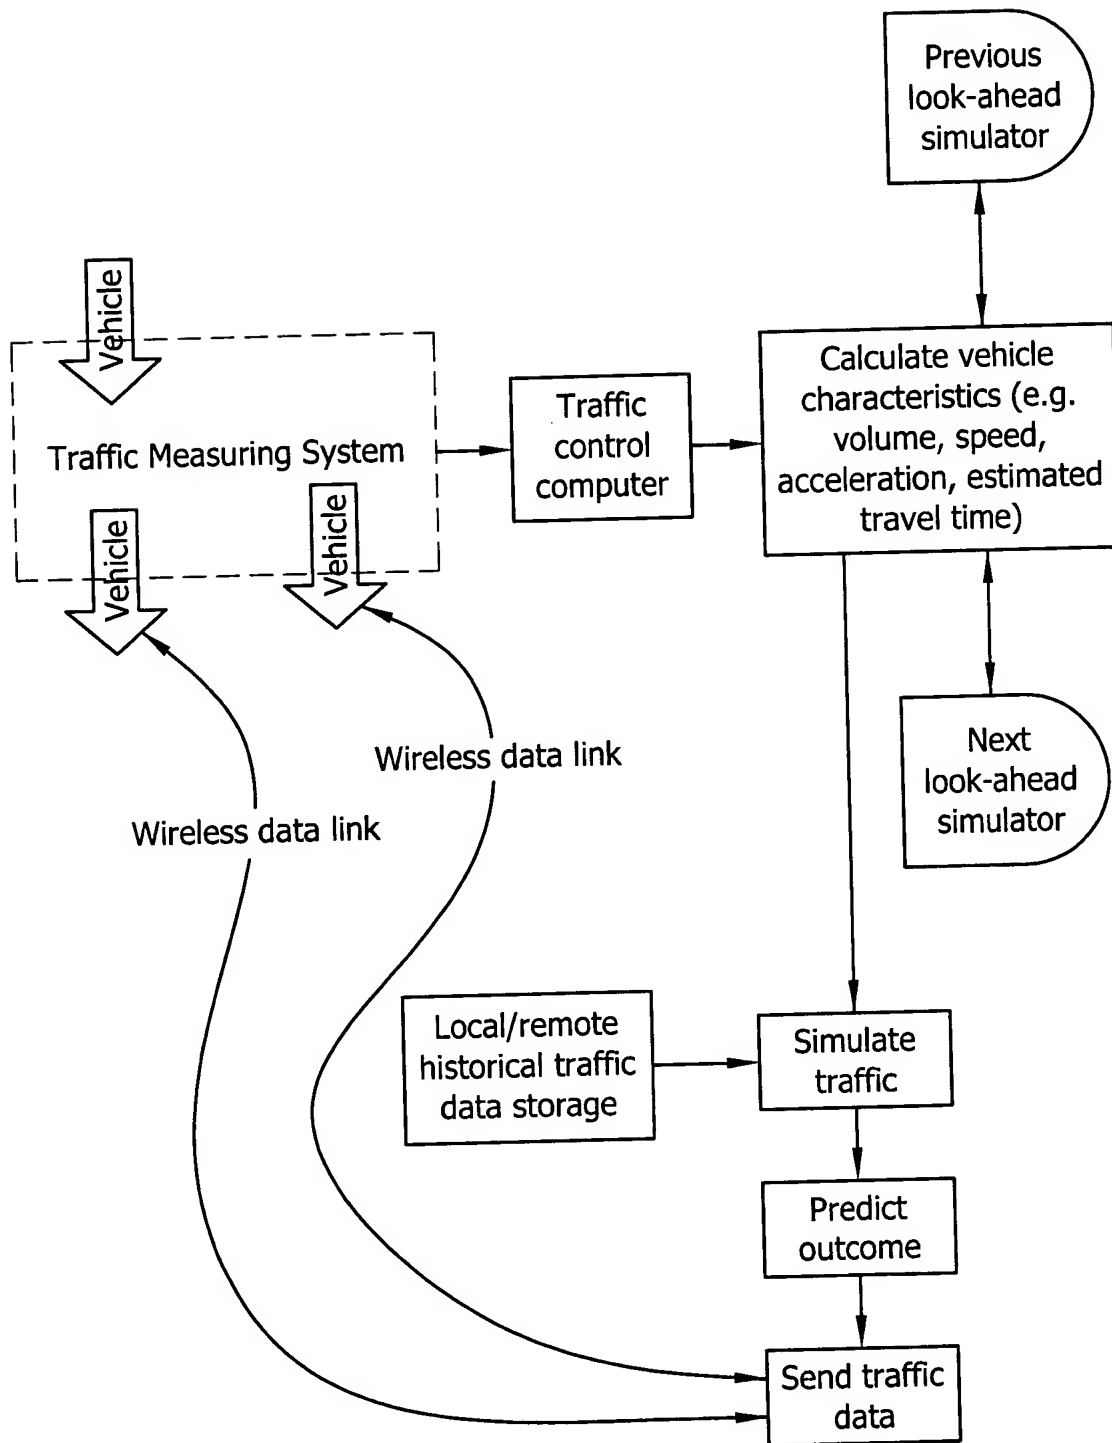 Previous
look-ahead
simulator
Vehicle
Traffic Measuring System
Vehicle
Vehicle
Traffic
control
computer
Calculate vehicle
characteristics (e.g.
volume, speed,
acceleration, estimated
travel time)
Next
look-ahead
simulator
Wireless data link
Wireless data link
Local/remote
historical traffic
data storage
Simulate
traffic
Predict
outcome
Send traffic
data